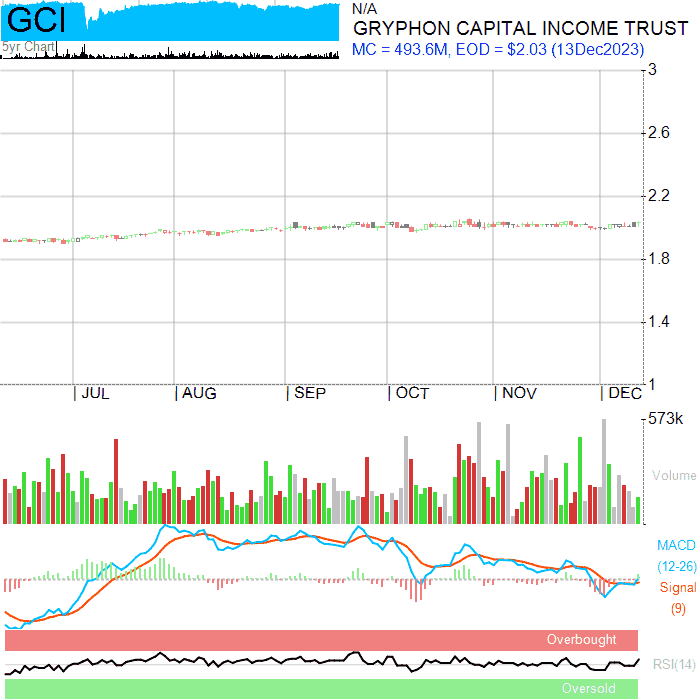 GCI
5yr Chart
N/A
GRYPHON CAPITAL INCOME TRUST
MC = 493.6M, EOD = $2.03 (13Dec2023)
3
2.6
2.2
1.8
1.4
1
JUL AUG SEP OCT NOV DEC
573k
Volume
MACD
(12-26)
Signal
(9)
Overbought
RSI(14)
Oversold